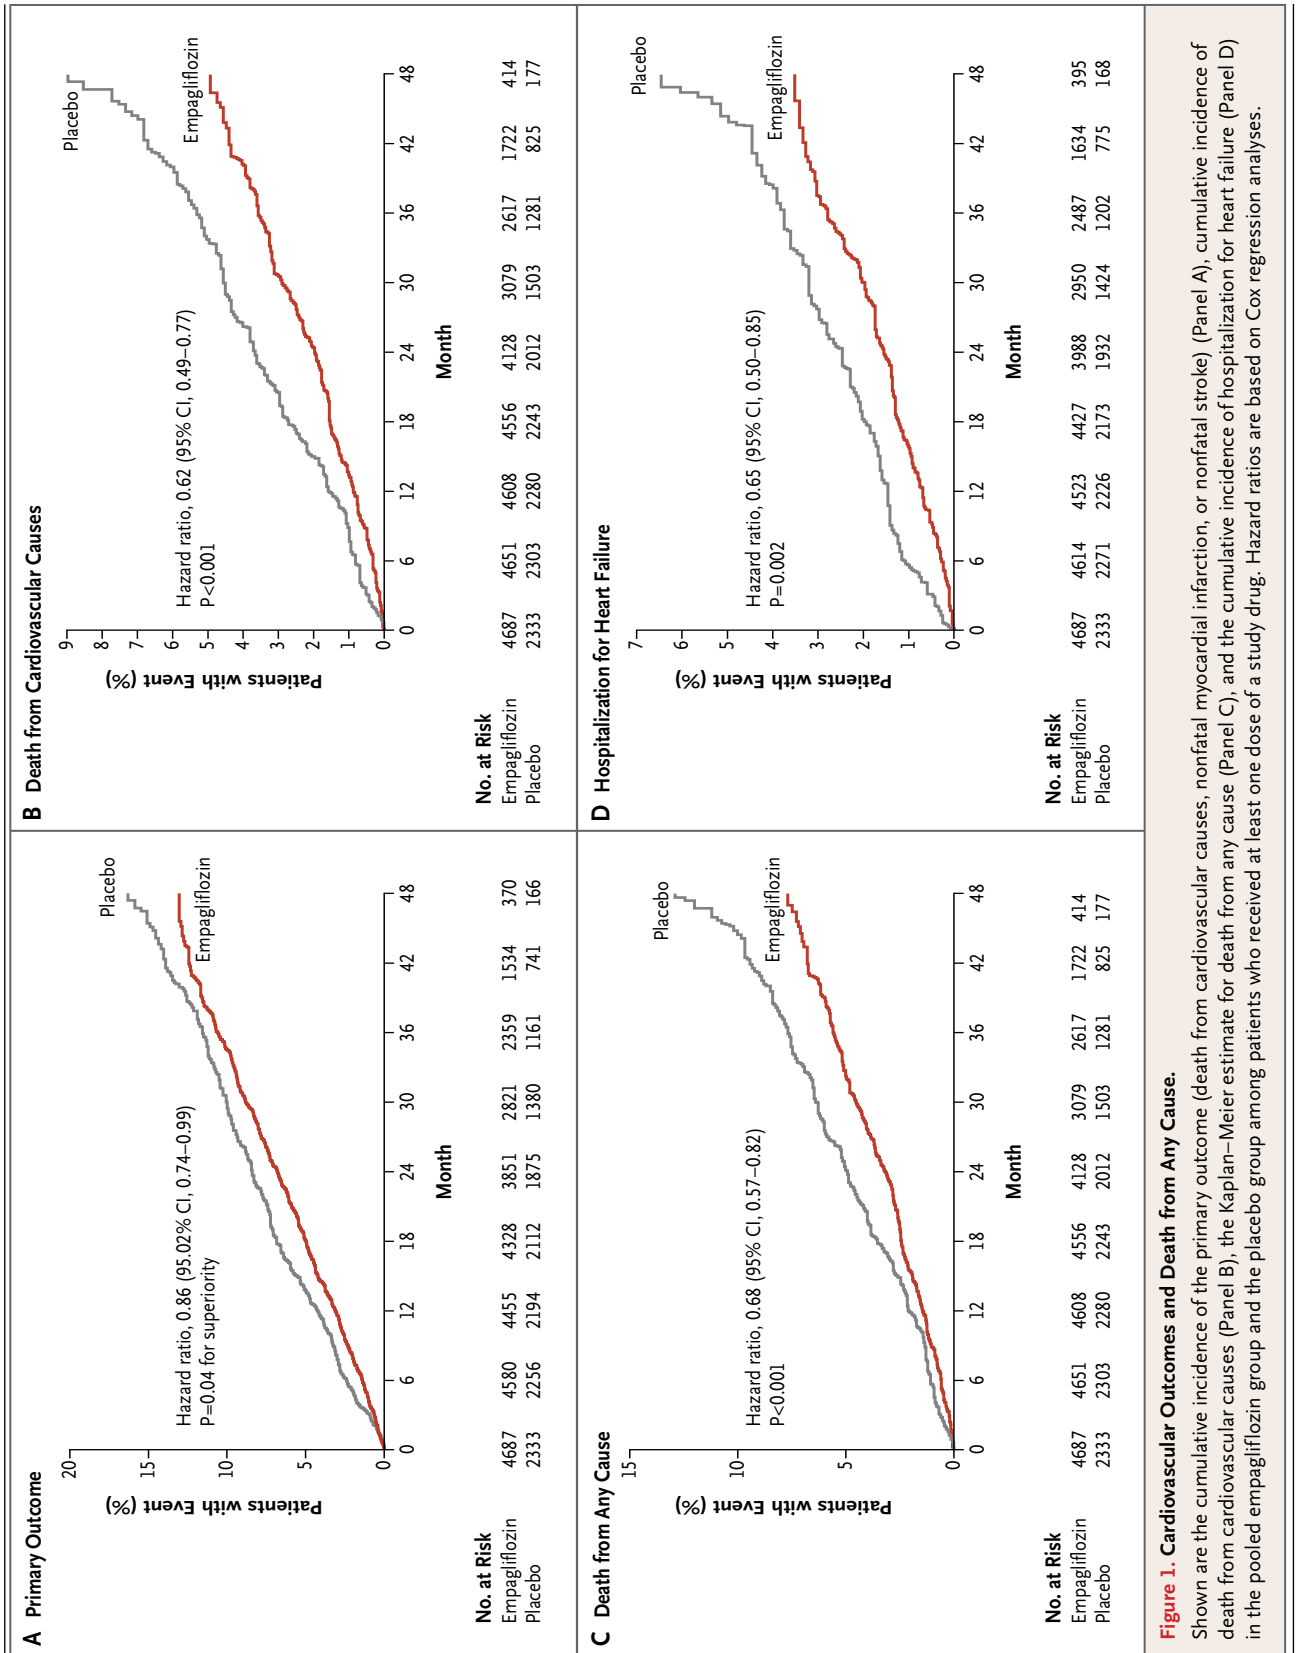 A Primary Outcome
Patients with Event (%)
20
15
10
5
0
0 6 12 18 24 30 36 42 48
Month
Hazard ratio, 0.86 (95.02% CI, 0.74–0.99)
P=0.04 for superiority
Placebo
Empagliflozin
No. at Risk
Empagliflozin 4687 4580 4455 4328 3851 2821 2359 1534 370
Placebo 2333 2256 2194 2112 1875 1380 1161 741 166
B Death from Cardiovascular Causes
Patients with Event (%)
9
8
7
6
5
4
3
2
1
0
0 6 12 18 24 30 36 42 48
Month
Hazard ratio, 0.62 (95% CI, 0.49–0.77)
P<0.001
Placebo
Empagliflozin
No. at Risk
Empagliflozin 4687 4651 4608 4556 4128 3079 2617 1722 414
Placebo 2333 2303 2280 2243 2012 1503 1281 825 177
C Death from Any Cause
Patients with Event (%)
15
10
5
0
0 6 12 18 24 30 36 42 48
Month
Hazard ratio, 0.68 (95% CI, 0.57–0.82)
P<0.001
Placebo
Empagliflozin
No. at Risk
Empagliflozin 4687 4651 4608 4556 4128 3079 2617 1722 414
Placebo 2333 2303 2280 2243 2012 1503 1281 825 177
D Hospitalization for Heart Failure
Patients with Event (%)
7
6
5
4
3
2
1
0
0 6 12 18 24 30 36 42 48
Month
Hazard ratio, 0.65 (95% CI, 0.50–0.85)
P=0.002
Placebo
Empagliflozin
No. at Risk
Empagliflozin 4687 4614 4523 4427 3988 2950 2487 1634 395
Placebo 2333 2271 2226 2173 1932 1424 1202 775 168
Figure 1. Cardiovascular Outcomes and Death from Any Cause.
Shown are the cumulative incidence of the primary outcome (death from cardiovascular causes, nonfatal myocardial infarction, or nonfatal stroke) (Panel A), cumulative incidence of
death from cardiovascular causes (Panel B), the Kaplan–Meier estimate for death from any cause (Panel C), and the cumulative incidence of hospitalization for heart failure (Panel D)
in the pooled empagliflozin group and the placebo group among patients who received at least one dose of a study drug. Hazard ratios are based on Cox regression analyses.